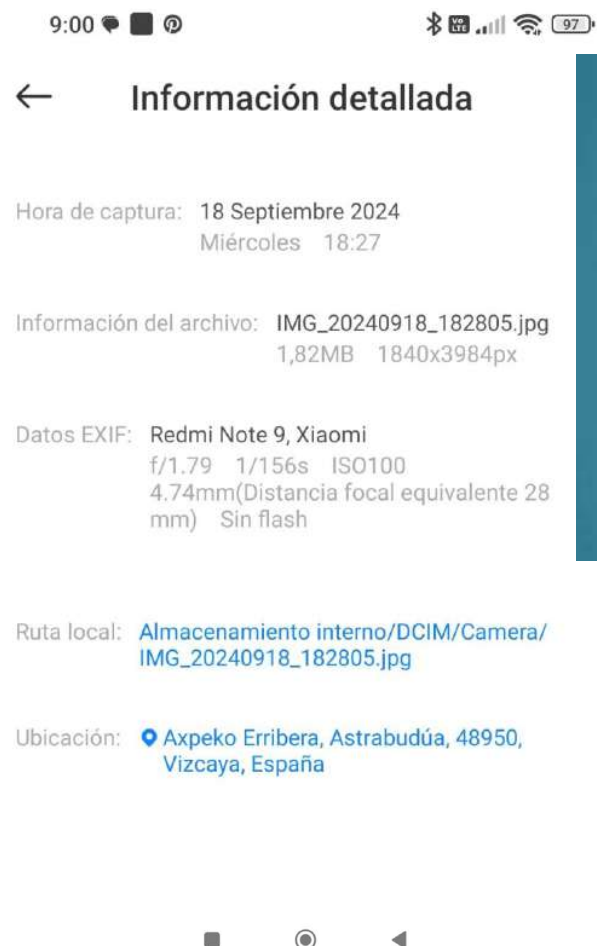 9:00
Vo LTE
97
Información detallada
Hora de captura: 18 Septiembre 2024
Miércoles 18:27
Información del archivo: IMG_20240918_182805.jpg
1,82MB 1840x3984px
Datos EXIF: Redmi Note 9, Xiaomi
f/1.79 1/156s ISO100
4.74mm(Distancia focal equivalente 28
mm) Sin flash
Ruta local: Almacenamiento interno/DCIM/Camera/
IMG_20240918_182805.jpg
Ubicación: Axpeko Erribera, Astrabudúa, 48950,
Vizcaya, España